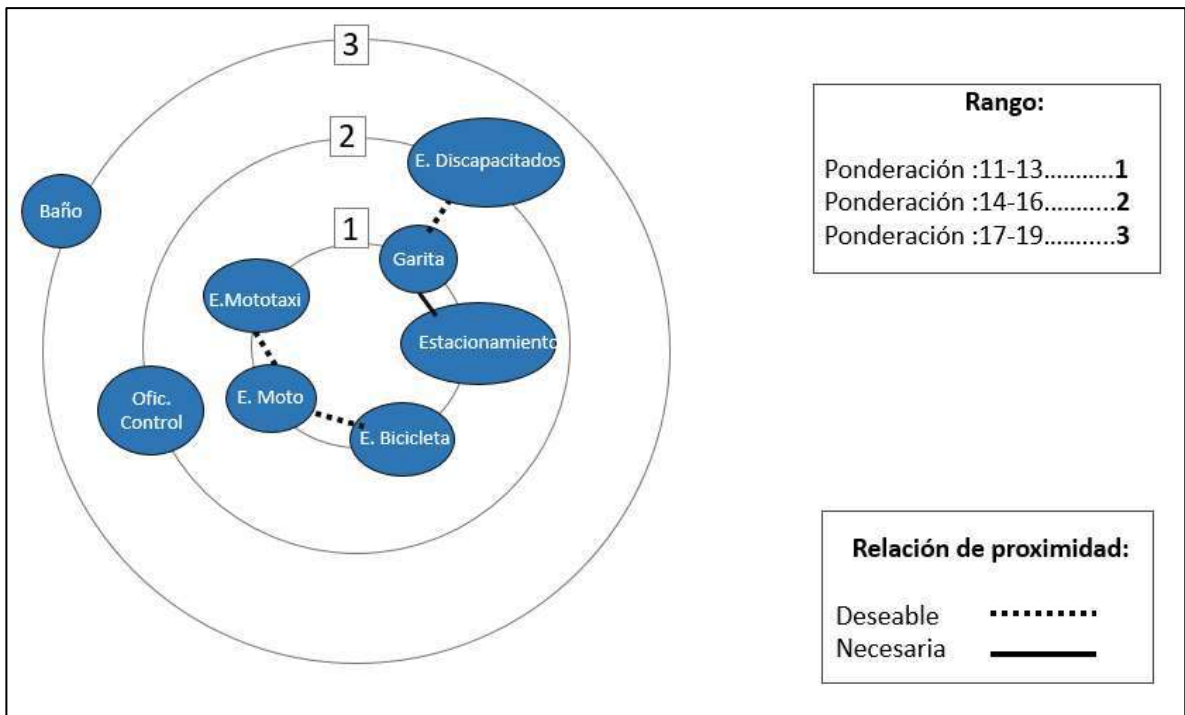 3
2
1
E. Discapacitados
Baño
Garita
E.Mototaxi
Estacionamiento
E. Moto
Ofic.
Control
E. Bicicleta
Rango:
Ponderación :11-13...........1
Ponderación :14-16...........2
Ponderación :17-19...........3
Relación de proximidad:
Deseable
Necesaria